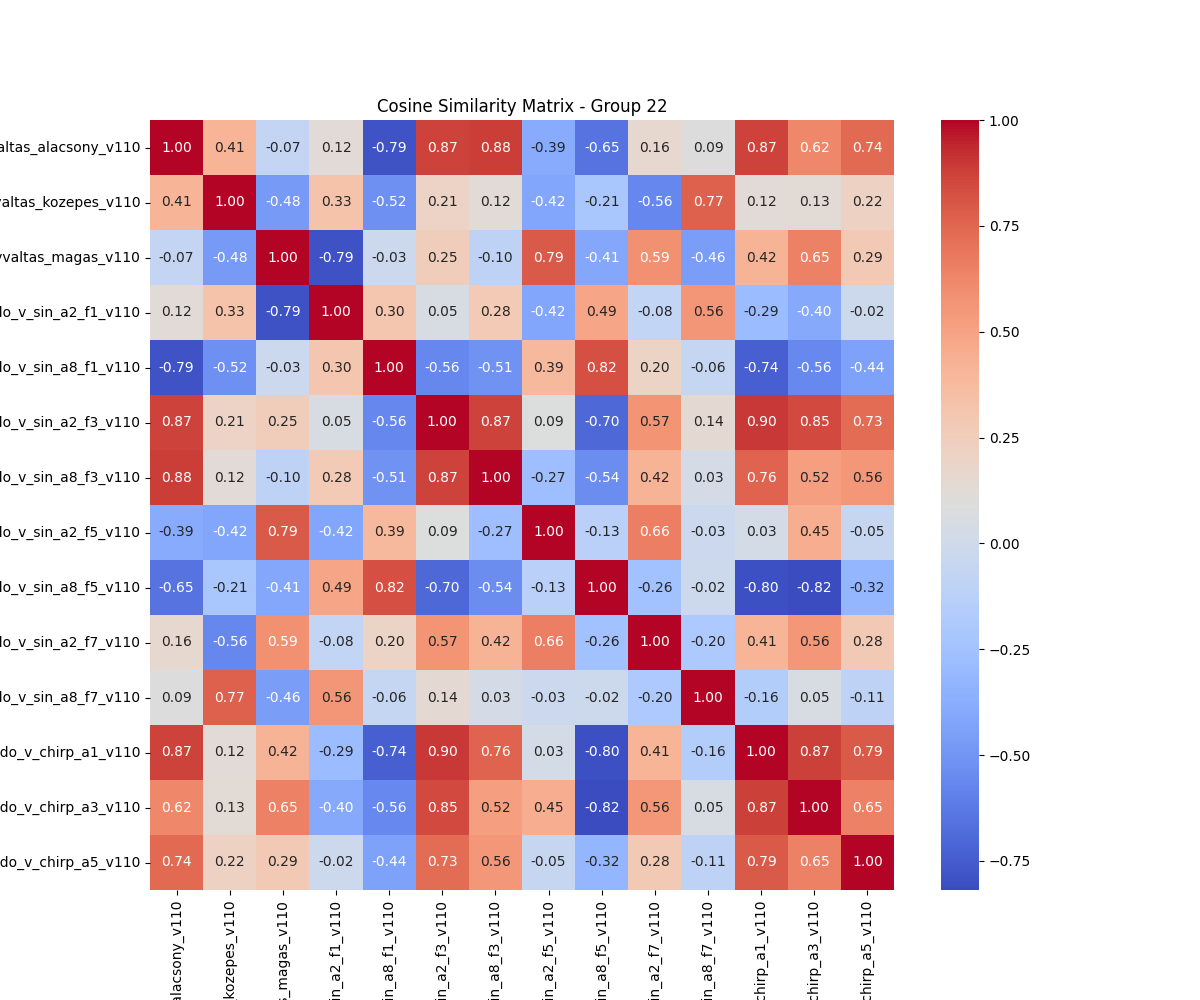 Cosine Similarity Matrix - Group 22
altas_alacsony_v110 1.00 0.41 -0.07 0.12 -0.79 0.87 0.88 -0.39 -0.65 0.16 0.09 0.87 0.62 0.74
valtas_kozepes_v110 0.41 1.00 -0.48 0.33 -0.52 0.21 0.12 -0.42 -0.21 -0.56 0.77 0.12 0.13 0.22
vvaltas_magas_v110 -0.07 -0.48 1.00 -0.79 -0.03 0.25 -0.10 0.79 -0.41 0.59 -0.46 0.42 0.65 0.29
do_v_sin_a2_f1_v110 0.12 0.33 -0.79 1.00 0.30 0.05 0.28 -0.42 0.49 -0.08 0.56 -0.29 -0.40 -0.02
do_v_sin_a8_f1_v110 -0.79 -0.52 -0.03 0.30 1.00 -0.56 -0.51 0.39 0.82 0.20 -0.06 -0.74 -0.56 -0.44
do_v_sin_a2_f3_v110 0.87 0.21 0.25 0.05 -0.56 1.00 0.87 0.09 -0.70 0.57 0.14 0.90 0.85 0.73
do_v_sin_a8_f3_v110 0.88 0.12 -0.10 0.28 -0.51 0.87 1.00 -0.27 -0.54 0.42 0.03 0.76 0.52 0.56
do_v_sin_a2_f5_v110 -0.39 -0.42 0.79 -0.42 0.39 0.09 -0.27 1.00 -0.13 0.66 -0.03 0.03 0.45 -0.05
do_v_sin_a8_f5_v110 -0.65 -0.21 -0.41 0.49 0.82 -0.70 -0.54 -0.13 1.00 -0.26 -0.02 -0.80 -0.82 -0.32
do_v_sin_a2_f7_v110 0.16 -0.56 0.59 -0.08 0.20 0.57 0.42 0.66 -0.26 1.00 -0.20 0.41 0.56 0.28
do_v_sin_a8_f7_v110 0.09 0.77 -0.46 0.56 -0.06 0.14 0.03 -0.03 -0.02 -0.20 1.00 -0.16 0.05 -0.11
do_v_chirp_a1_v110 0.87 0.12 0.42 -0.29 -0.74 0.90 0.76 0.03 -0.80 0.41 -0.16 1.00 0.87 0.79
do_v_chirp_a3_v110 0.62 0.13 0.65 -0.40 -0.56 0.85 0.52 0.45 -0.82 0.56 0.05 0.87 1.00 0.65
do_v_chirp_a5_v110 0.74 0.22 0.29 -0.02 -0.44 0.73 0.56 -0.05 -0.32 0.28 -0.11 0.79 0.65 1.00
alacsony_v110
kozepes_v110
s_magas_v110
in_a2_f1_v110
in_a8_f1_v110
in_a2_f3_v110
in_a8_f3_v110
in_a2_f5_v110
in_a8_f5_v110
in_a2_f7_v110
in_a8_f7_v110
chirp_a1_v110
chirp_a3_v110
chirp_a5_v110
1.00
0.75
0.50
0.25
0.00
−0.25
−0.50
−0.75